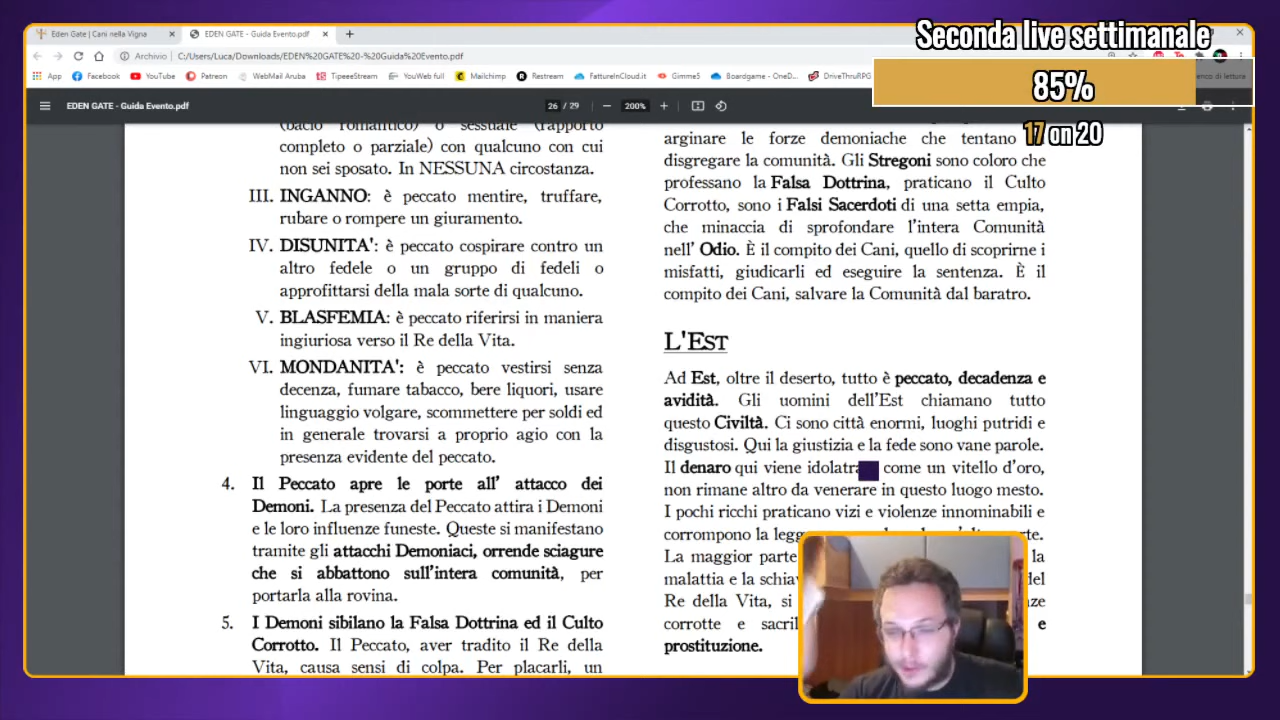 Seconda live settimanale
85%
17 on 20
Eden Gate | Cani nella Vigna
EDEN GATE - Guida Evento.pdf
Archivio
C:/Users/Luca/Downloads/EDEN%20GATE%20-%20Guida%20Evento.pdf
App
Facebook
YouTube
Patreon
WebMail Aruba
TipeeeStream
YouWeb full
Mailchimp
Restream
FattureInCloud.it
Gimme5
Boardgame - OneD...
DriveThruRPG
enco di lettura
EDEN GATE - Guida Evento.pdf
26 / 29
200%
(bacio romantico) o sessuale (rapporto
completo o parziale) con qualcuno con cui
non sei sposato. In NESSUNA circostanza.
III. INGANNO: è peccato mentire, truffare,
rubare o rompere un giuramento.
IV. DISUNITA': è peccato cospirare contro un
altro fedele o un gruppo di fedeli o
approfittarsi della mala sorte di qualcuno.
V. BLASFEMIA: è peccato riferirsi in maniera
ingiuriosa verso il Re della Vita.
VI. MONDANITA': è peccato vestirsi senza
decenza, fumare tabacco, bere liquori, usare
linguaggio volgare, scommettere per soldi ed
in generale trovarsi a proprio agio con la
presenza evidente del peccato.
4. Il Peccato apre le porte all' attacco dei
Demoni. La presenza del Peccato attira i Demoni
e le loro influenze funeste. Queste si manifestano
tramite gli attacchi Demoniaci, orrende sciagure
che si abbattono sull'intera comunità, per
portarla alla rovina.
5. I Demoni sibilano la Falsa Dottrina ed il Culto
Corrotto. Il Peccato, aver tradito il Re della
Vita, causa sensi di colpa. Per placarli, un
arginare le forze demoniache che tentano
disgregare la comunità. Gli Stregoni sono coloro che
professano la Falsa Dottrina, praticano il Culto
Corrotto, sono i Falsi Sacerdoti di una setta empia,
che minaccia di sprofondare l'intera Comunità
nell' Odio. È il compito dei Cani, quello di scoprirne i
misfatti, giudicarli ed eseguire la sentenza. È il
compito dei Cani, salvare la Comunità dal baratro.
L'EST
Ad Est, oltre il deserto, tutto è peccato, decadenza e
avidità. Gli uomini dell'Est chiamano tutto
questo Civiltà. Ci sono città enormi, luoghi putridi e
disgustosi. Qui la giustizia e la fede sono vane parole.
Il denaro qui viene idolatra come un vitello d'oro,
non rimane altro da venerare in questo luogo mesto.
I pochi ricchi praticano vizi e violenze innominabili e
corrompono la legg
La maggior parte la
malattia e la schiav del
Re della Vita, si nze
corrotte e sacril e
prostituzione.